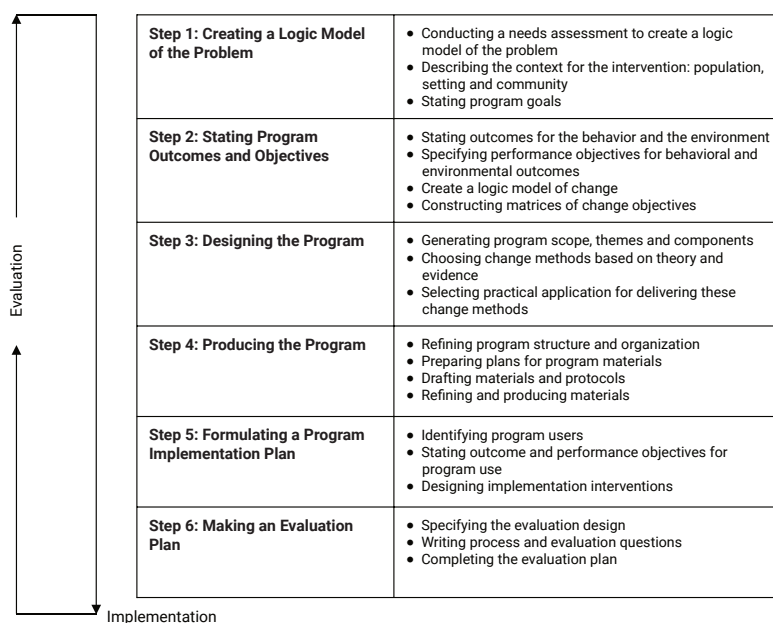 Step 1: Creating a Logic Model
of the Problem
● Conducting a needs assessment to create a logic
model of the problem
● Describing the context for the intervention: population,
setting and community
● Stating program goals
Step 2: Stating Program
Outcomes and Objectives
● Stating outcomes for the behavior and the environment
● Specifying performance objectives for behavioral and
environmental outcomes
● Create a logic model of change
● Constructing matrices of change objectives
Step 3: Designing the Program
● Generating program scope, themes and components
● Choosing change methods based on theory and
evidence
● Selecting practical application for delivering these
change methods
Step 4: Producing the Program
● Refining program structure and organization
● Preparing plans for program materials
● Drafting materials and protocols
● Refining and producing materials
Step 5: Formulating a Program
Implementation Plan
● Identifying program users
● Stating outcome and performance objectives for
program use
● Designing implementation interventions
Step 6: Making an Evaluation
Plan
● Specifying the evaluation design
● Writing process and evaluation questions
● Completing the evaluation plan
Evaluation
Implementation